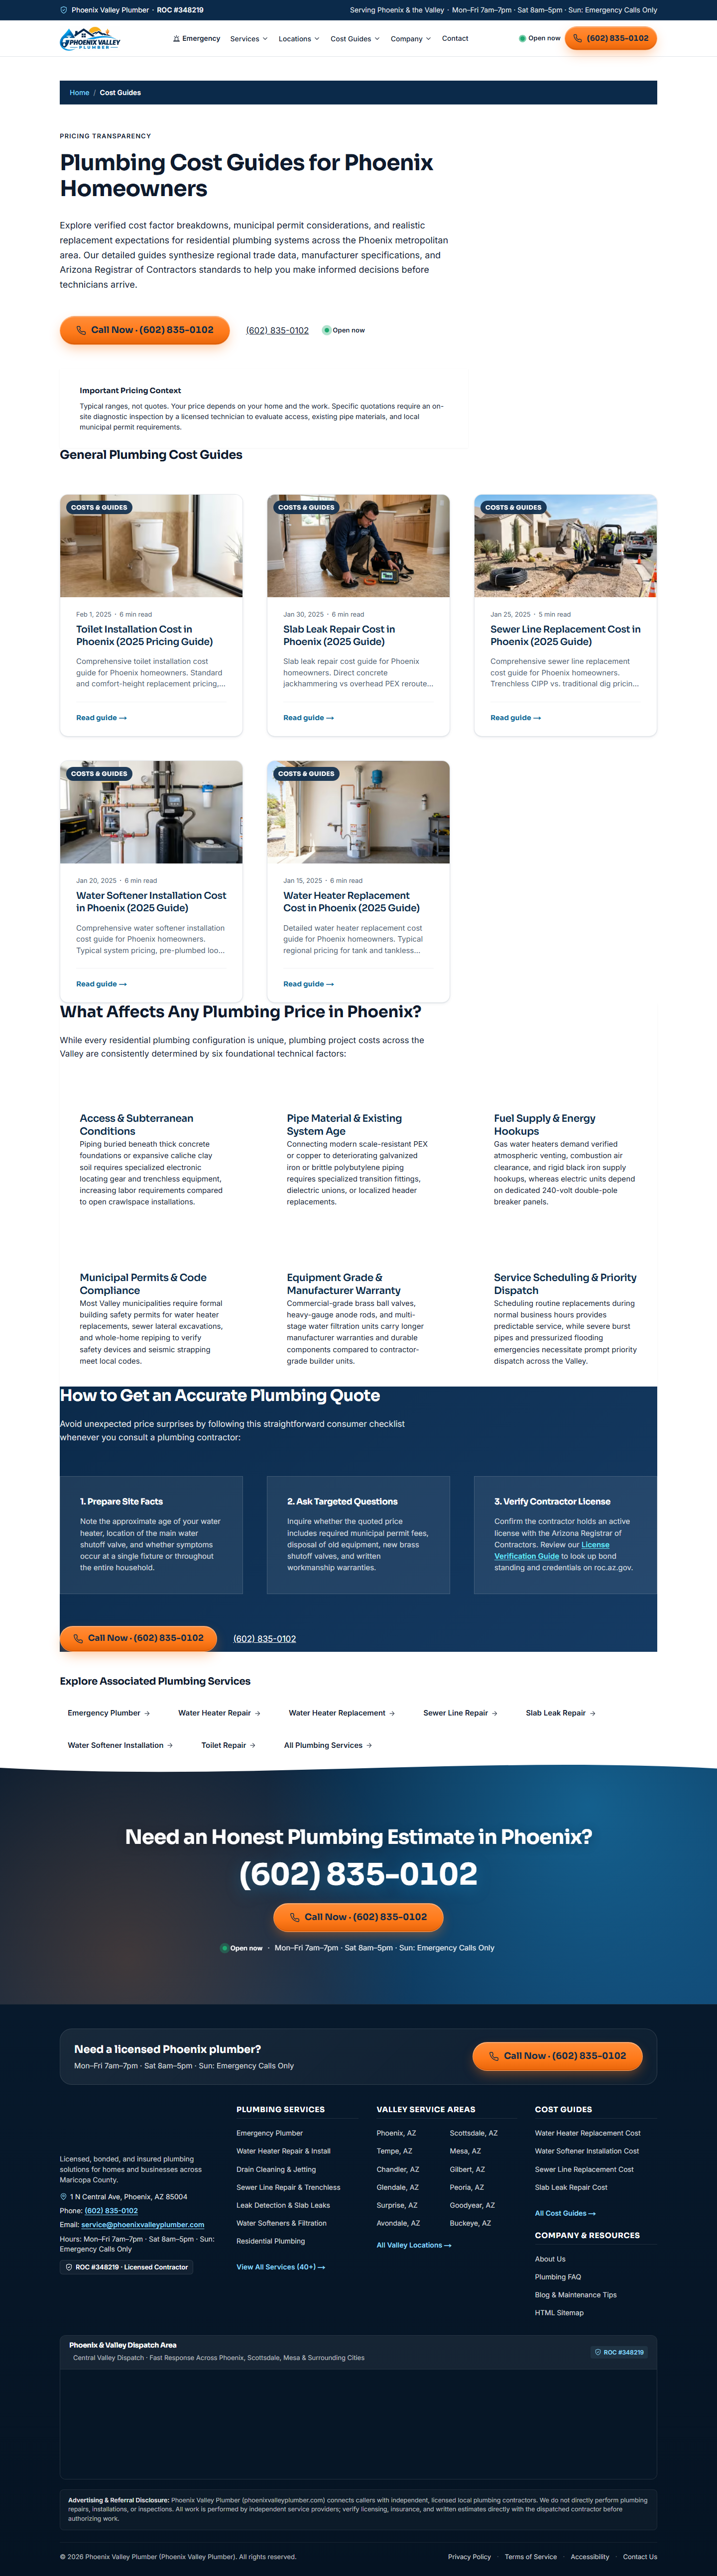 Phoenix Valley Plumber · ROC #348219
Serving Phoenix & the Valley · Mon–Fri 7am–7pm · Sat 8am–5pm · Sun: Emergency Calls Only
PHOENIX VALLEY
PLUMBER
Emergency
Services
Locations
Cost Guides
Company
Contact
Open now
(602) 835-0102
Home / Cost Guides
PRICING TRANSPARENCY
Plumbing Cost Guides for Phoenix
Homeowners
Explore verified cost factor breakdowns, municipal permit considerations, and realistic
replacement expectations for residential plumbing systems across the Phoenix metropolitan
area. Our detailed guides synthesize regional trade data, manufacturer specifications, and
Arizona Registrar of Contractors standards to help you make informed decisions before
technicians arrive.
Call Now · (602) 835-0102
(602) 835-0102
Open now
Important Pricing Context
Typical ranges, not quotes. Your price depends on your home and the work. Specific quotations require an on-
site diagnostic inspection by a licensed technician to evaluate access, existing pipe materials, and local
municipal permit requirements.
General Plumbing Cost Guides
COSTS & GUIDES
Feb 1, 2025 · 6 min read
Toilet Installation Cost in
Phoenix (2025 Pricing Guide)
Comprehensive toilet installation cost
guide for Phoenix homeowners. Standard
and comfort-height replacement pricing,...
Read guide →
COSTS & GUIDES
Jan 30, 2025 · 6 min read
Slab Leak Repair Cost in
Phoenix (2025 Guide)
Slab leak repair cost guide for Phoenix
homeowners. Direct concrete
jackhammering vs overhead PEX reroute...
Read guide →
COSTS & GUIDES
Jan 25, 2025 · 5 min read
Sewer Line Replacement Cost in
Phoenix (2025 Guide)
Comprehensive sewer line replacement
cost guide for Phoenix homeowners.
Trenchless CIPP vs. traditional dig pricin...
Read guide →
COSTS & GUIDES
Jan 20, 2025 · 6 min read
Water Softener Installation Cost
in Phoenix (2025 Guide)
Comprehensive water softener installation
cost guide for Phoenix homeowners.
Typical system pricing, pre-plumbed loo...
Read guide →
COSTS & GUIDES
Jan 15, 2025 · 6 min read
Water Heater Replacement
Cost in Phoenix (2025 Guide)
Detailed water heater replacement cost
guide for Phoenix homeowners. Typical
regional pricing for tank and tankless...
Read guide →
What Affects Any Plumbing Price in Phoenix?
While every residential plumbing configuration is unique, plumbing project costs across the
Valley are consistently determined by six foundational technical factors:
Access & Subterranean
Conditions
Piping buried beneath thick concrete
foundations or expansive caliche clay
soil requires specialized electronic
locating gear and trenchless equipment,
increasing labor requirements compared
to open crawlspace installations.
Pipe Material & Existing
System Age
Connecting modern scale-resistant PEX
or copper to deteriorating galvanized
iron or brittle polybutylene piping
requires specialized transition fittings,
dielectric unions, or localized header
replacements.
Fuel Supply & Energy
Hookups
Gas water heaters demand verified
atmospheric venting, combustion air
clearance, and rigid black iron supply
hookups, whereas electric units depend
on dedicated 240-volt double-pole
breaker panels.
Municipal Permits & Code
Compliance
Most Valley municipalities require formal
building safety permits for water heater
replacements, sewer lateral excavations,
and whole-home repiping to verify
safety devices and seismic strapping
meet local codes.
Equipment Grade &
Manufacturer Warranty
Commercial-grade brass ball valves,
heavy-gauge anode rods, and multi-
stage water filtration units carry longer
manufacturer warranties and durable
components compared to contractor-
grade builder units.
Service Scheduling & Priority
Dispatch
Scheduling routine replacements during
normal business hours provides
predictable service, while severe burst
pipes and pressurized flooding
emergencies necessitate prompt priority
dispatch across the Valley.
How to Get an Accurate Plumbing Quote
Avoid unexpected price surprises by following this straightforward consumer checklist
whenever you consult a plumbing contractor:
1. Prepare Site Facts
Note the approximate age of your water
heater, location of the main water
shutoff valve, and whether symptoms
occur at a single fixture or throughout
the entire household.
2. Ask Targeted Questions
Inquire whether the quoted price
includes required municipal permit fees,
disposal of old equipment, new brass
shutoff valves, and written
workmanship warranties.
3. Verify Contractor License
Confirm the contractor holds an active
license with the Arizona Registrar of
Contractors. Review our License
Verification Guide to look up bond
standing and credentials on roc.az.gov.
Call Now · (602) 835-0102
(602) 835-0102
Explore Associated Plumbing Services
Emergency Plumber →
Water Heater Repair →
Water Heater Replacement →
Sewer Line Repair →
Slab Leak Repair →
Water Softener Installation →
Toilet Repair →
All Plumbing Services →
Need an Honest Plumbing Estimate in Phoenix?
(602) 835-0102
Call Now · (602) 835-0102
Open now · Mon–Fri 7am–7pm · Sat 8am–5pm · Sun: Emergency Calls Only
Need a licensed Phoenix plumber?
Mon–Fri 7am–7pm · Sat 8am–5pm · Sun: Emergency Calls Only
Call Now · (602) 835-0102
Licensed, bonded, and insured plumbing
solutions for homes and businesses across
Maricopa County.
1 N Central Ave, Phoenix, AZ 85004
Phone: (602) 835-0102
Email: service@phoenixvalleyplumber.com
Hours: Mon–Fri 7am–7pm · Sat 8am–5pm · Sun:
Emergency Calls Only
ROC #348219 · Licensed Contractor
PLUMBING SERVICES
Emergency Plumber
Water Heater Repair & Install
Drain Cleaning & Jetting
Sewer Line Repair & Trenchless
Leak Detection & Slab Leaks
Water Softeners & Filtration
Residential Plumbing
View All Services (40+) →
VALLEY SERVICE AREAS
Phoenix, AZ
Scottsdale, AZ
Tempe, AZ
Mesa, AZ
Chandler, AZ
Gilbert, AZ
Glendale, AZ
Peoria, AZ
Surprise, AZ
Goodyear, AZ
Avondale, AZ
Buckeye, AZ
All Valley Locations →
COST GUIDES
Water Heater Replacement Cost
Water Softener Installation Cost
Sewer Line Replacement Cost
Slab Leak Repair Cost
All Cost Guides →
COMPANY & RESOURCES
About Us
Plumbing FAQ
Blog & Maintenance Tips
HTML Sitemap
Phoenix & Valley Dispatch Area
Central Valley Dispatch · Fast Response Across Phoenix, Scottsdale, Mesa & Surrounding Cities
ROC #348219
Advertising & Referral Disclosure: Phoenix Valley Plumber (phoenixvalleyplumber.com) connects callers with independent, licensed local plumbing contractors. We do not directly perform plumbing
repairs, installations, or inspections. All work is performed by independent service providers; verify licensing, insurance, and written estimates directly with the dispatched contractor before
authorizing work.
© 2026 Phoenix Valley Plumber (Phoenix Valley Plumber). All rights reserved.
Privacy Policy · Terms of Service · Accessibility · Contact Us